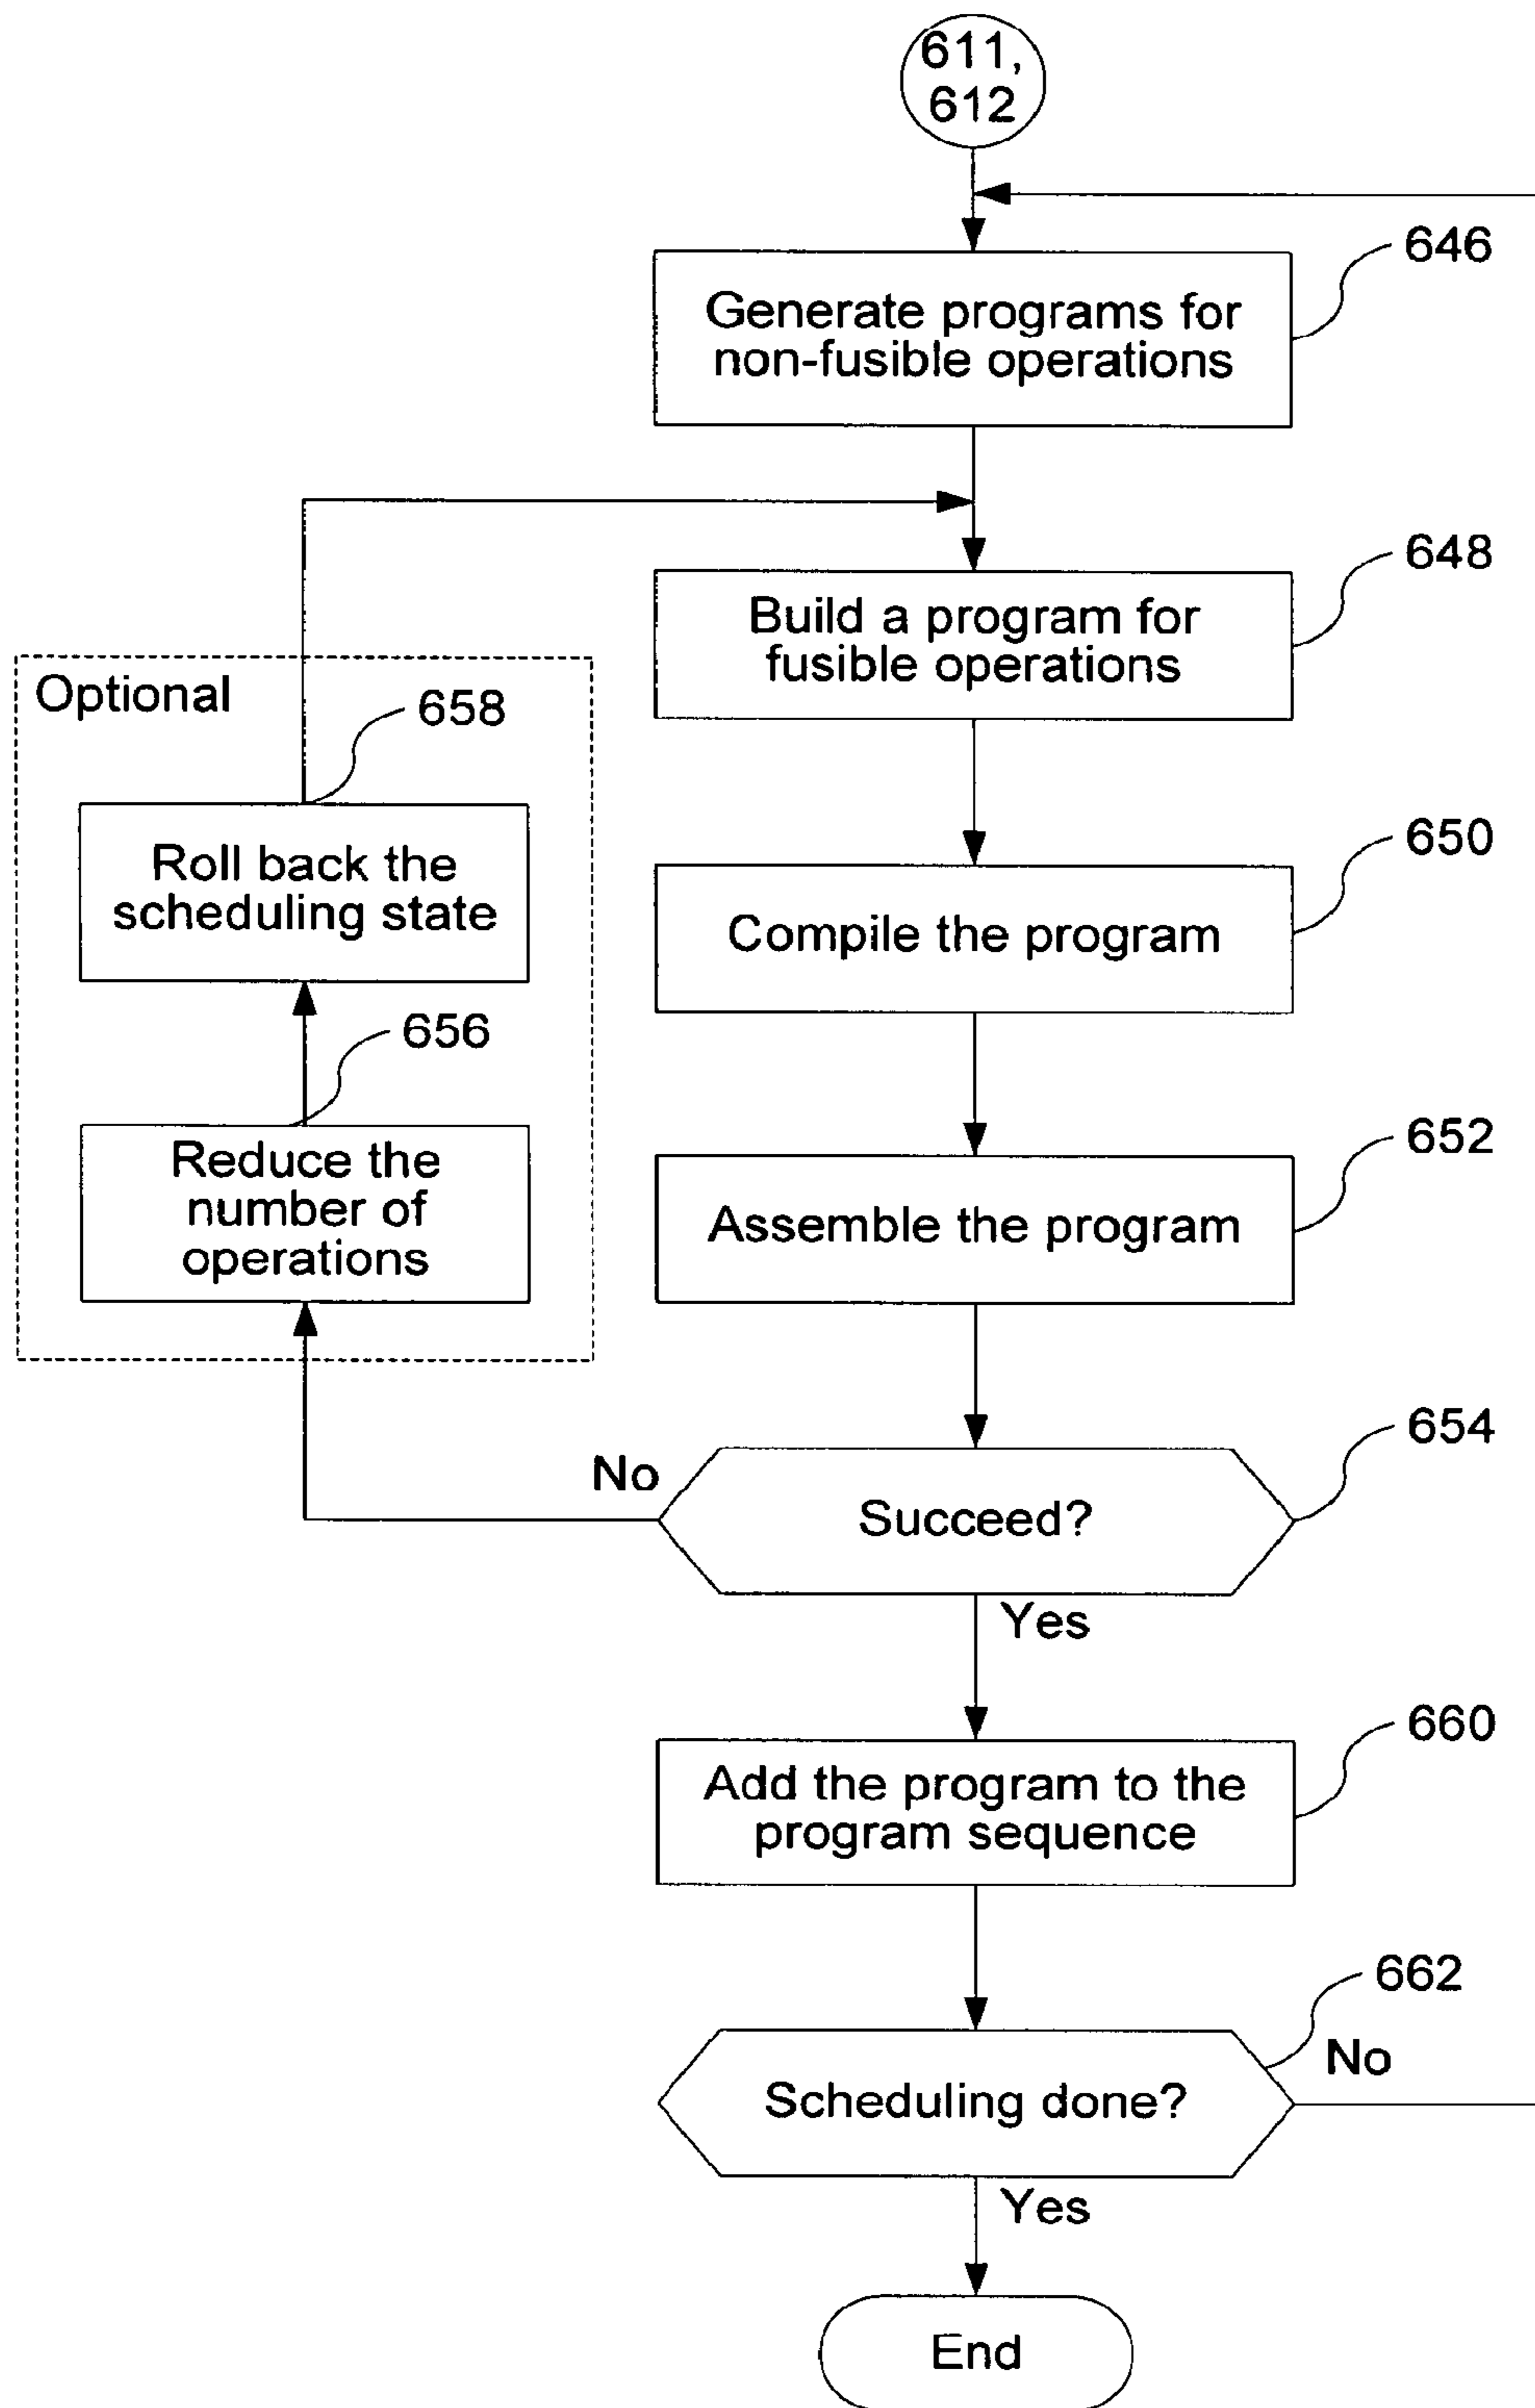 611,
612
646
Generate programs for
non-fusible operations
648
Build a program for
fusible operations
Optional
658
Roll back the
scheduling state
650
Compile the program
656
Reduce the
number of
operations
652
Assemble the program
654
No
Succeed?
Yes
660
Add the program to the
program sequence
662
No
Scheduling done?
Yes
End